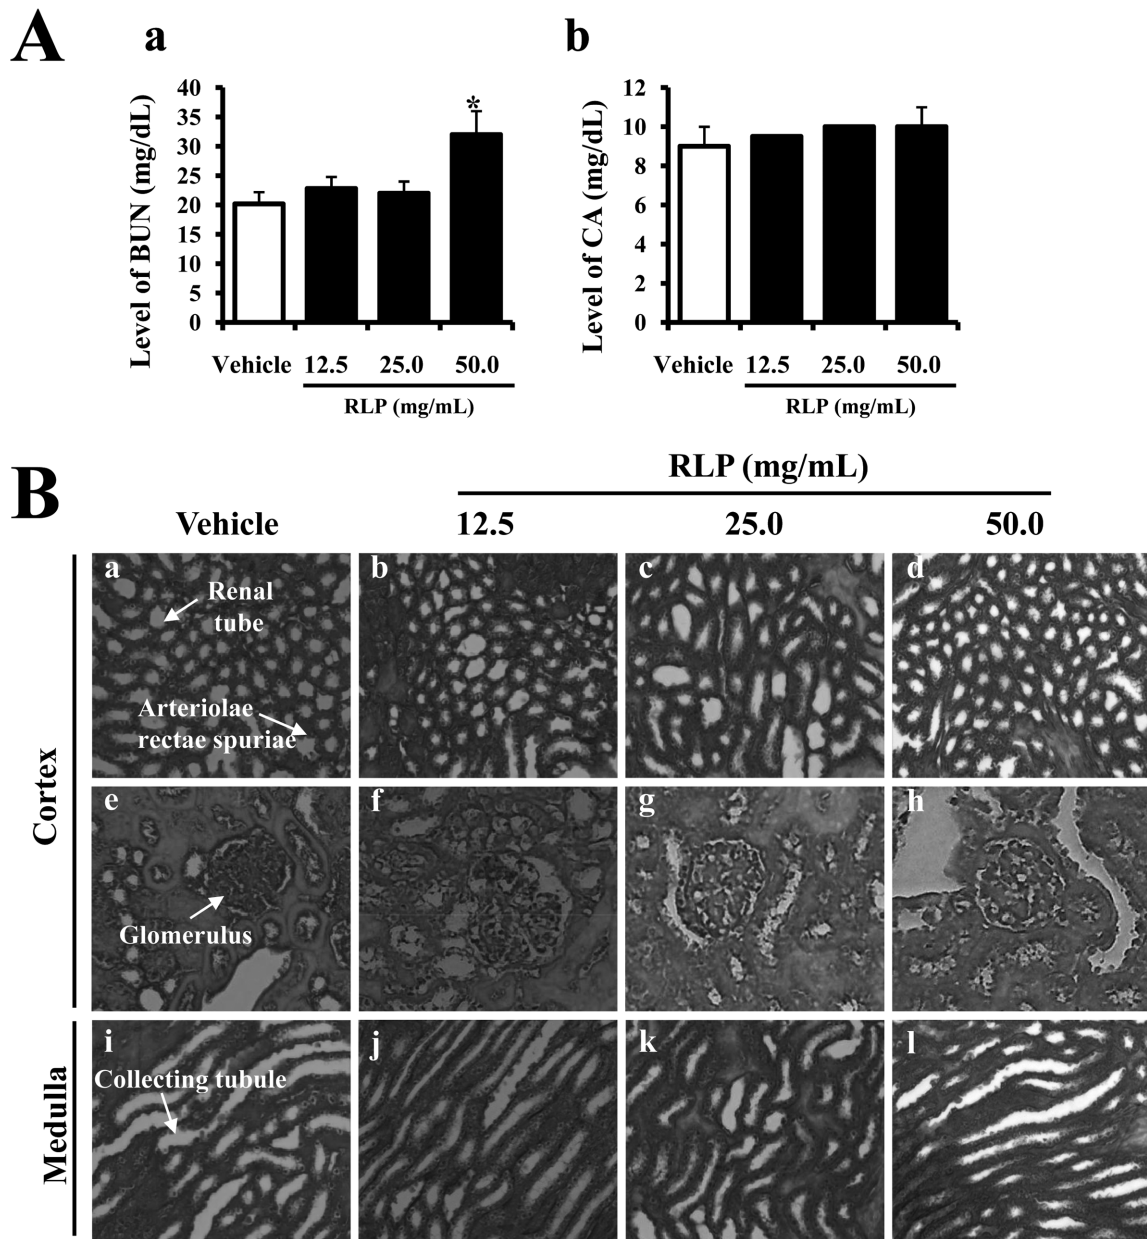 A
a
b
Level of BUN (mg/dL)
40
35
30
25
20
15
10
5
0
*
Vehicle
12.5
25.0
50.0
RLP (mg/mL)
Level of CA (mg/dL)
12
10
8
6
4
2
0
Vehicle
12.5
25.0
50.0
RLP (mg/mL)
B
RLP (mg/mL)
Vehicle
12.5
25.0
50.0
Cortex
a
Renal
tube
Arteriolae
rectae spuriae
b
c
d
e
Glomerulus
f
g
h
Medulla
i
Collecting tubule
j
k
l